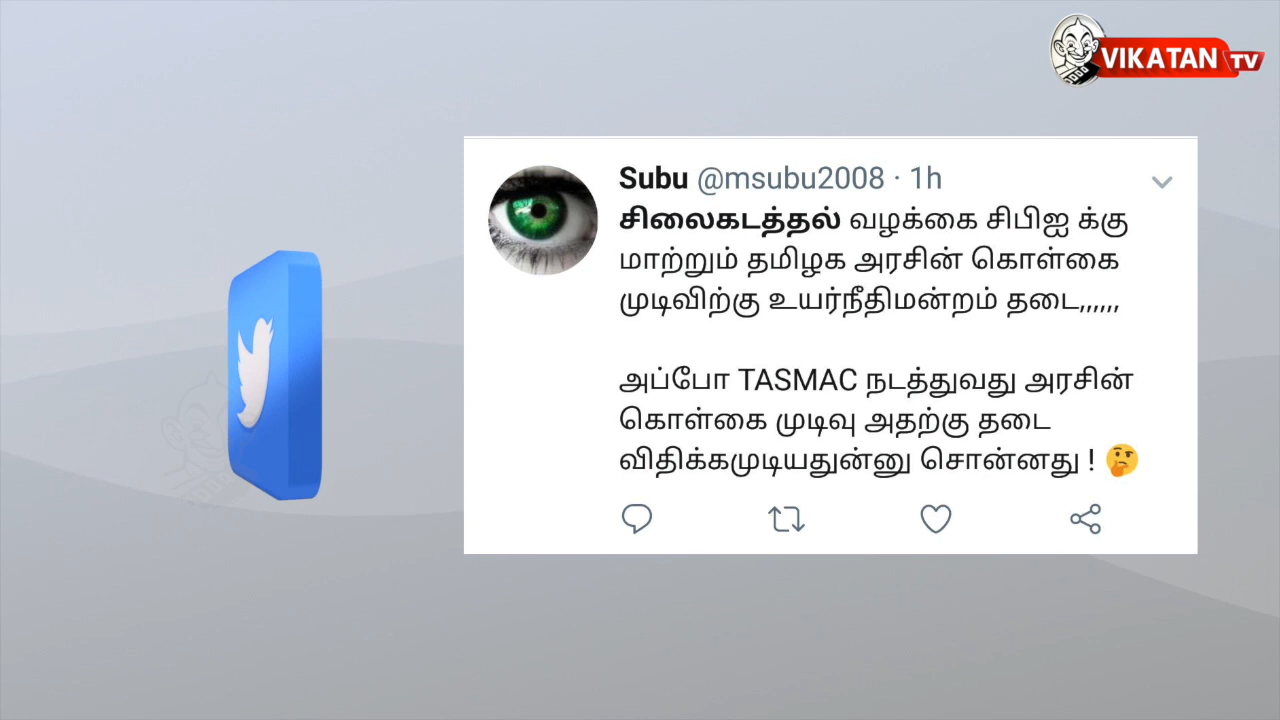 VIKATAN TV
Subu @msubu2008 · 1h
சிலைகடத்தல் வழக்கை சிபிஐ க்கு
மாற்றும் தமிழக அரசின் கொள்கை
முடிவிற்கு உயர்நீதிமன்றம் தடை,,,,,,
அப்போ TASMAC நடத்துவது அரசின்
கொள்கை முடிவு அதற்கு தடை
விதிக்கமுடியதுன்னு சொன்னது ! 🤔